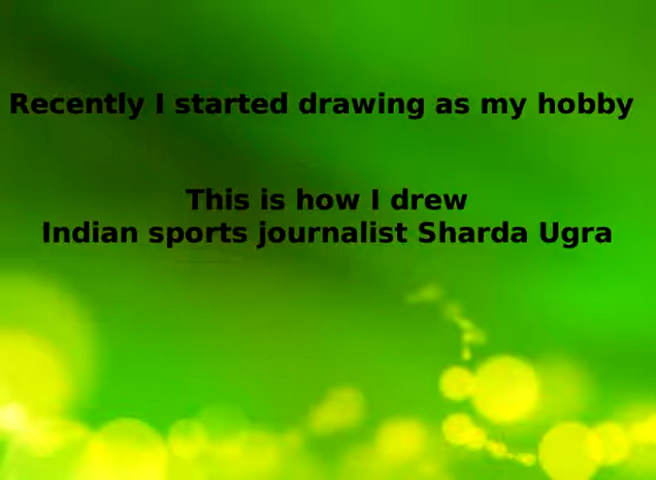 Recently I started drawing as my hobby
This is how I drew
Indian sports journalist Sharda Ugra